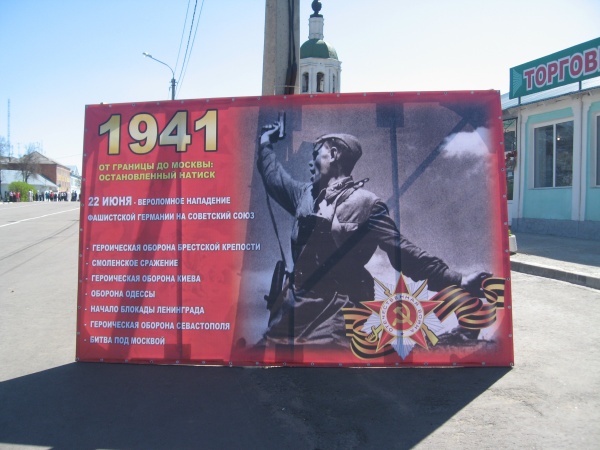 1941
ОТ ГРАНИЦЫ ДО МОСКВЫ:
ОСТАНОВЛЕННЫЙ НАТИСК
22 ИЮНЯ - ВЕРОЛОМНОЕ НАПАДЕНИЕ
ФАШИСТСКОЙ ГЕРМАНИИ НА СОВЕТСКИЙ СОЮЗ
- ГЕРОИЧЕСКАЯ ОБОРОНА БРЕСТСКОЙ КРЕПОСТИ
- СМОЛЕНСКОЕ СРАЖЕНИЕ
- ГЕРОИЧЕСКАЯ ОБОРОНА КИЕВА
- ОБОРОНА ОДЕССЫ
- НАЧАЛО БЛОКАДЫ ЛЕНИНГРАДА
- ГЕРОИЧЕСКАЯ ОБОРОНА СЕВАСТОПОЛЯ
- БИТВА ПОД МОСКВОЙ
ТОРГОВ